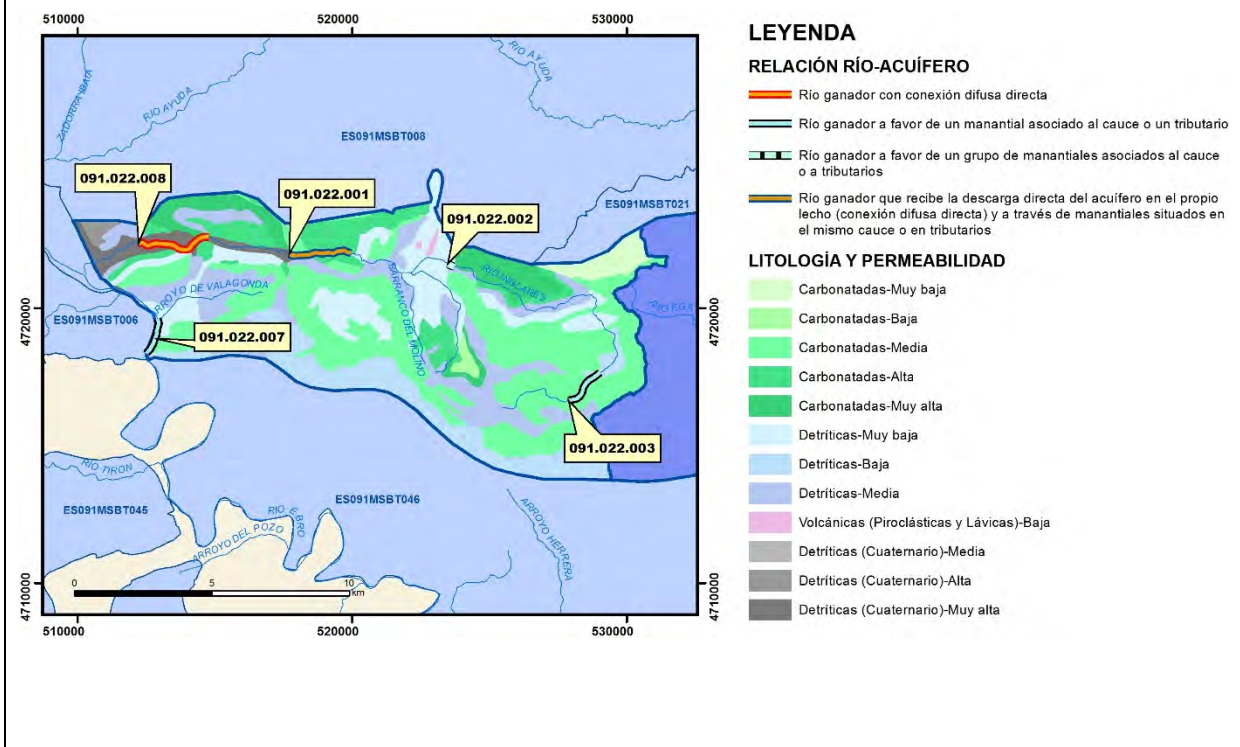 510000
520000
530000
ZADORRA IBAIA
RIO AYUDA
RIO AYUDA
ES091MSBT008
091.022.008
091.022.001
091.022.002
ES091MSBT021
RIO INGLARES
ARROYO DE VALAGONDA
BARRANCO DEL MOLINO
RIO EGA
4720000
4720000
ES091MSBT006
091.022.007
091.022.003
RIO TIRON
ES091MSBT045
ES091MSBT046
RIO EBRO
ARROYO DEL POZO
ARROYO HERRERA
0
5
10
km
4710000
4710000
510000
520000
530000
LEYENDA
RELACIÓN RÍO-ACUÍFERO
Río ganador con conexión difusa directa
Río ganador a favor de un manantial asociado al cauce o un tributario
Río ganador a favor de un grupo de manantiales asociados al cauce
o a tributarios
Río ganador que recibe la descarga directa del acuífero en el propio
lecho (conexión difusa directa) y a través de manantiales situados en
el mismo cauce o en tributarios
LITOLOGÍA Y PERMEABILIDAD
Carbonatadas-Muy baja
Carbonatadas-Baja
Carbonatadas-Media
Carbonatadas-Alta
Carbonatadas-Muy alta
Detríticas-Muy baja
Detríticas-Baja
Detríticas-Media
Volcánicas (Piroclásticas y Lávicas)-Baja
Detríticas (Cuaternario)-Media
Detríticas (Cuaternario)-Alta
Detríticas (Cuaternario)-Muy alta